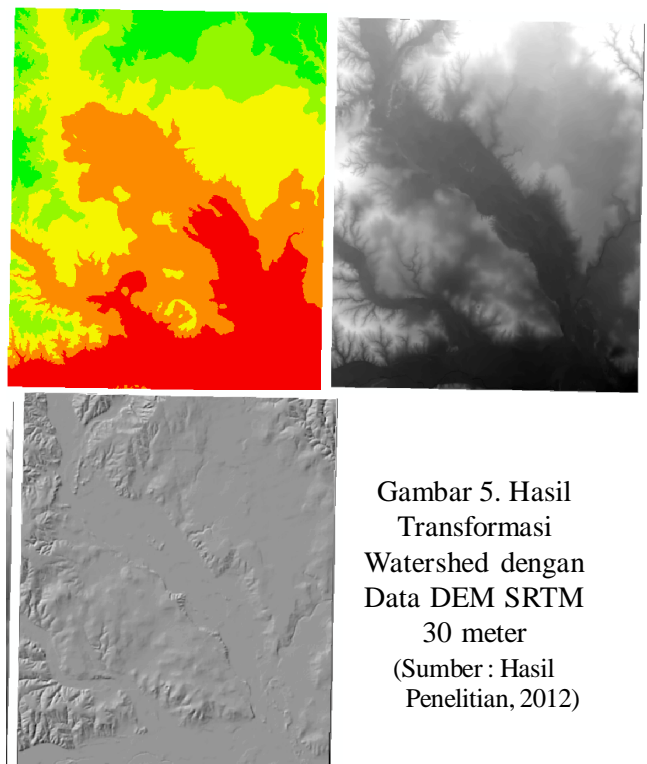 Gambar 5. Hasil
Transformasi
Watershed dengan
Data DEM SRTM
30 meter
(Sumber : Hasil
Penelitian, 2012)